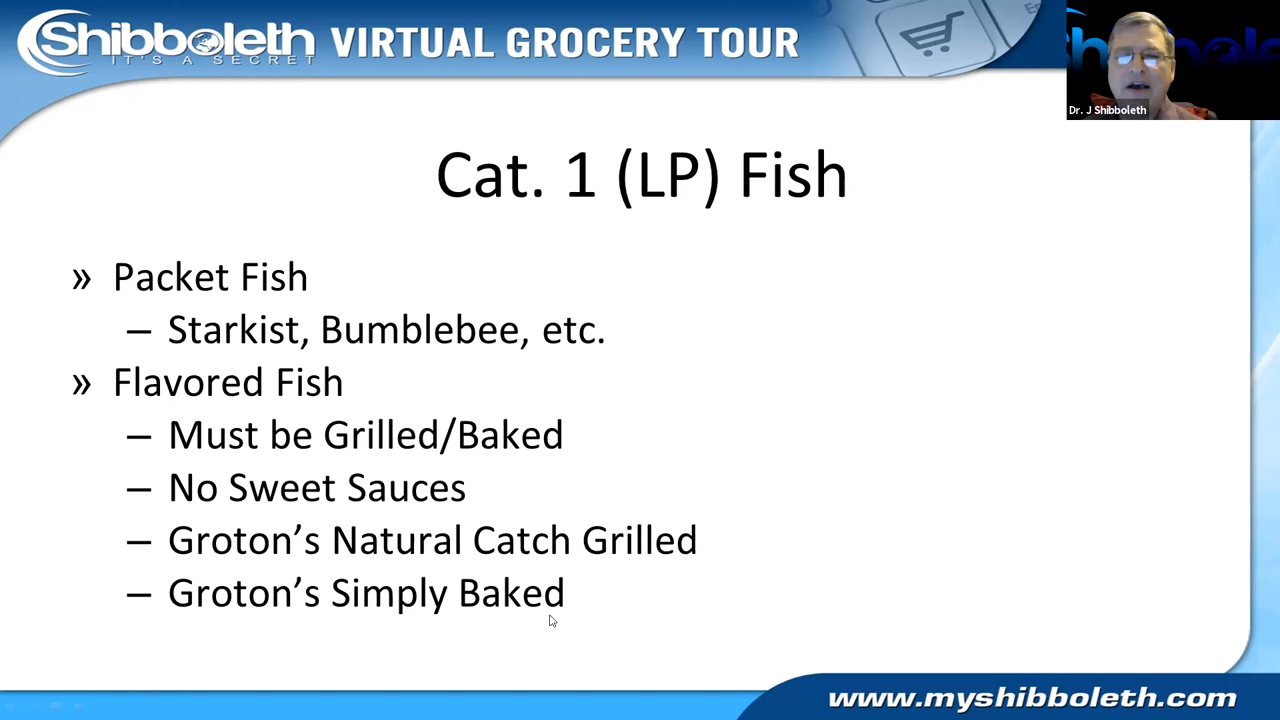 Shibboleth VIRTUAL GROCERY TOUR
IT'S A SECRET
Dr. J Shibboleth
Cat. 1 (LP) Fish
» Packet Fish
– Starkist, Bumblebee, etc.
» Flavored Fish
– Must be Grilled/Baked
– No Sweet Sauces
– Groton’s Natural Catch Grilled
– Groton’s Simply Baked
www.myshibboleth.com